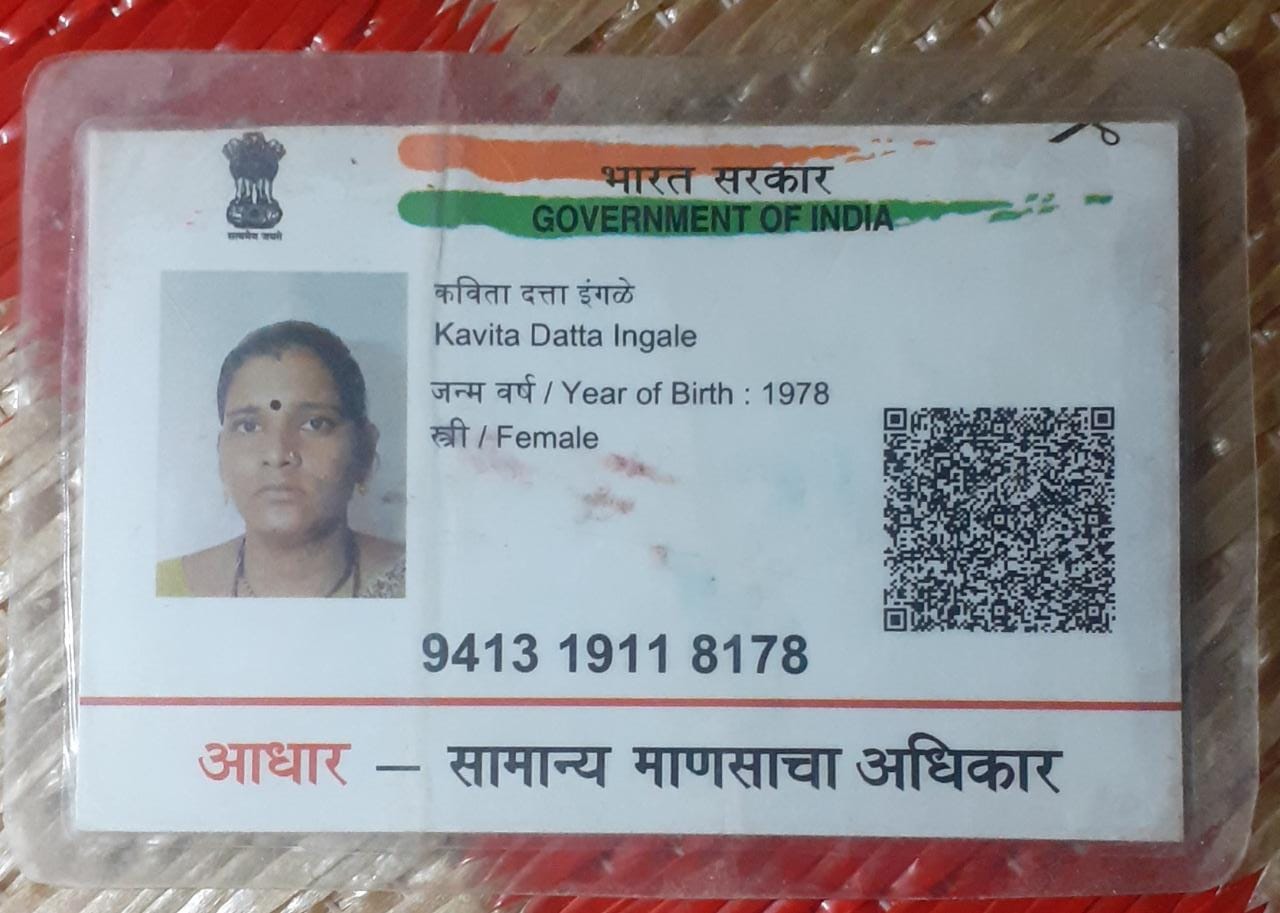 भारत सरकार
GOVERNMENT OF INDIA
सत्यमेव जयते
कविता दत्ता इंगळे
Kavita Datta Ingale
जन्म वर्ष / Year of Birth : 1978
स्त्री / Female
9413 1911 8178
आधार — सामान्य माणसाचा अधिकार